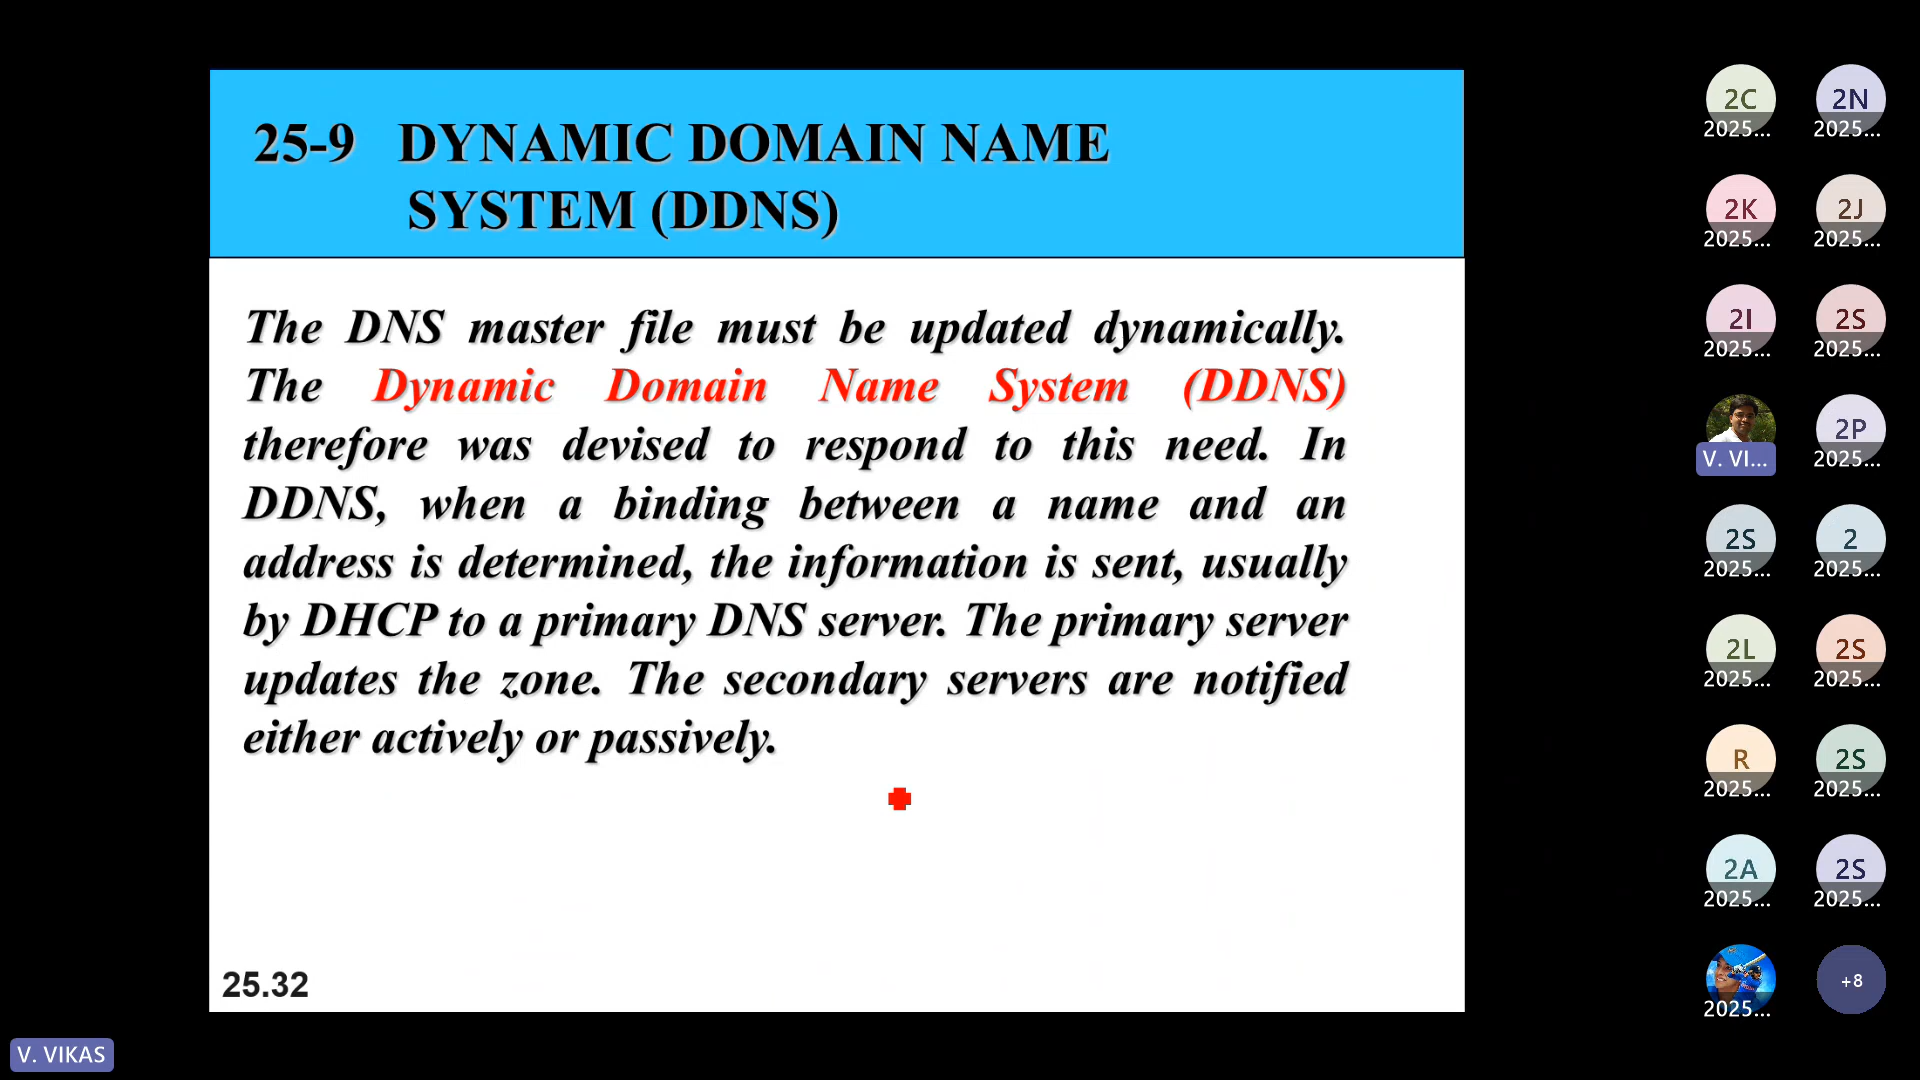 25-9 DYNAMIC DOMAIN NAME
SYSTEM (DDNS)
The DNS master file must be updated dynamically.
The Dynamic Domain Name System (DDNS)
therefore was devised to respond to this need. In
DDNS, when a binding between a name and an
address is determined, the information is sent, usually
by DHCP to a primary DNS server. The primary server
updates the zone. The secondary servers are notified
either actively or passively.
25.32
V. VIKAS
2C 2N
2025... 2025...
2K 2J
2025... 2025...
2I 2S
2025... 2025...
2P
V. VI... 2025...
2S 2
2025... 2025...
2L 2S
2025... 2025...
R 2S
2025... 2025...
2A 2S
2025... 2025...
+8
2025...